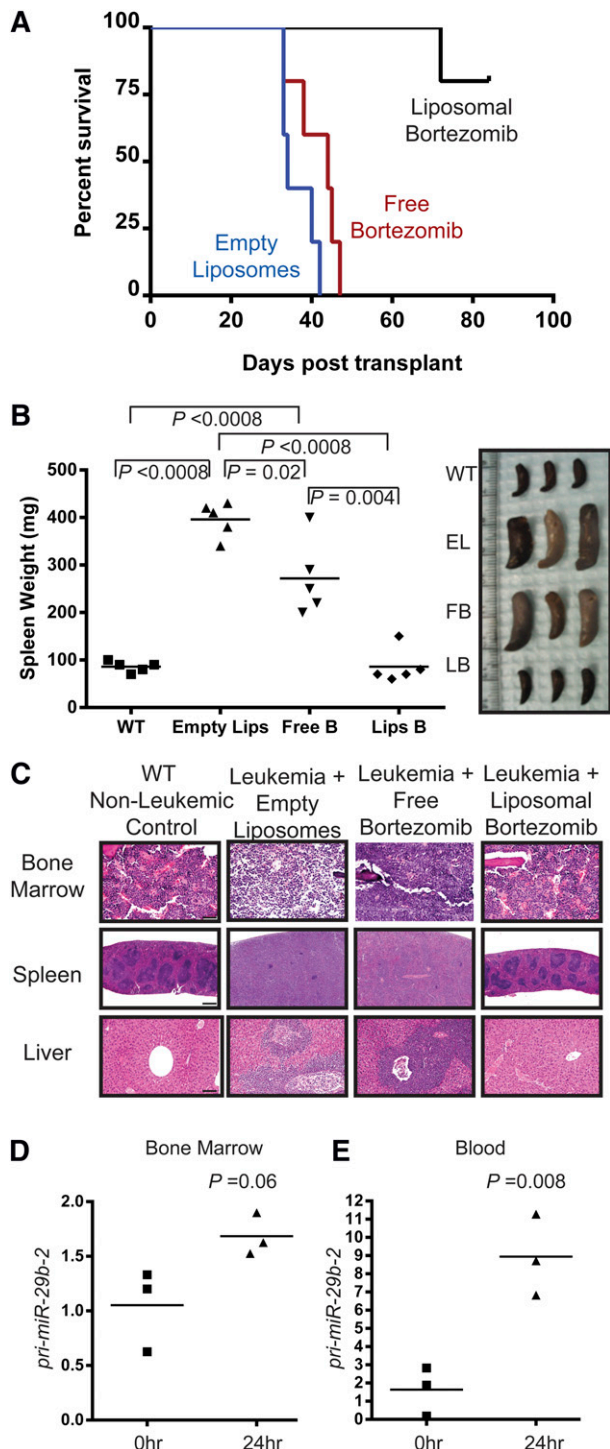 A
100
75
50
25
0
Percent survival
Liposomal
Bortezomib
Free
Bortezomib
Empty
Liposomes
0 20 40 60 80 100
Days post transplant
B
P <0.0008
P <0.0008
P <0.0008 P = 0.02 P = 0.004
500
400
300
200
100
0
Spleen Weight (mg)
WT Empty Lips Free B Lips B
WT
EL
FB
LB
C
WT
Non-Leukemic
Control
Leukemia +
Empty
Liposomes
Leukemia +
Free
Bortezomib
Leukemia +
Liposomal
Bortezomib
Bone
Marrow
Spleen
Liver
D
Bone Marrow
P =0.06
2.0
1.5
1.0
0.5
0.0
pri-miR-29b-2
0hr 24hr
E
Blood
P =0.008
12
11
10
9
8
7
6
5
4
3
2
1
0
pri-miR-29b-2
0hr 24hr